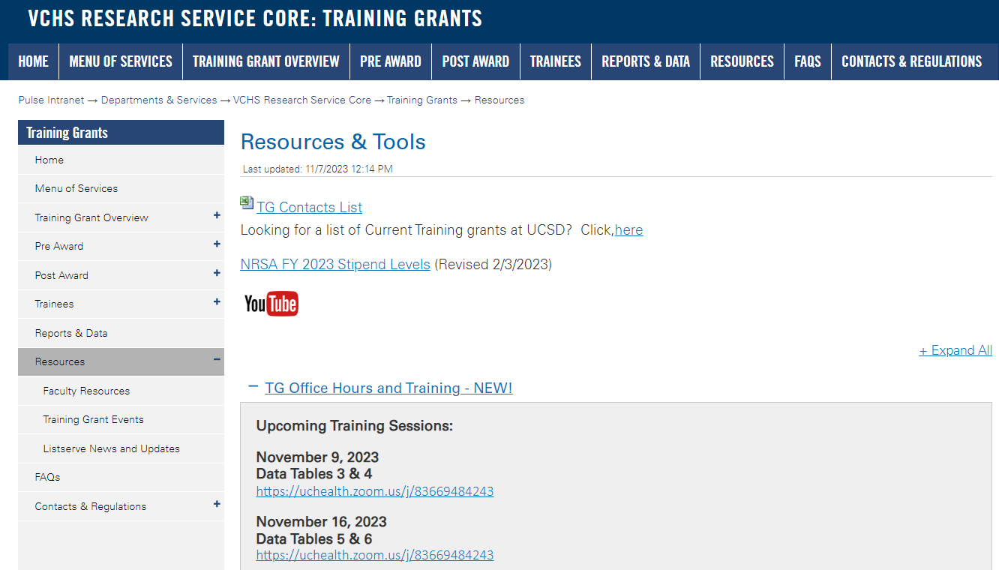 VCHS RESEARCH SERVICE CORE: TRAINING GRANTS
HOME MENU OF SERVICES TRAINING GRANT OVERVIEW PRE AWARD POST AWARD TRAINEES REPORTS & DATA RESOURCES FAQS CONTACTS & REGULATIONS
Pulse Intranet → Departments & Services → VCHS Research Service Core → Training Grants → Resources
Training Grants
Home
Menu of Services
Training Grant Overview +
Pre Award +
Post Award +
Trainees +
Reports & Data
Resources −
Faculty Resources
Training Grant Events
Listserve News and Updates
FAQs
Contacts & Regulations +
Resources & Tools
Last updated: 11/7/2023 12:14 PM
TG Contacts List
Looking for a list of Current Training grants at UCSD? Click,here
NRSA FY 2023 Stipend Levels (Revised 2/3/2023)
YouTube
+ Expand All
− TG Office Hours and Training - NEW!
Upcoming Training Sessions:
November 9, 2023
Data Tables 3 & 4
https://uchealth.zoom.us/j/83669484243
November 16, 2023
Data Tables 5 & 6
https://uchealth.zoom.us/j/83669484243